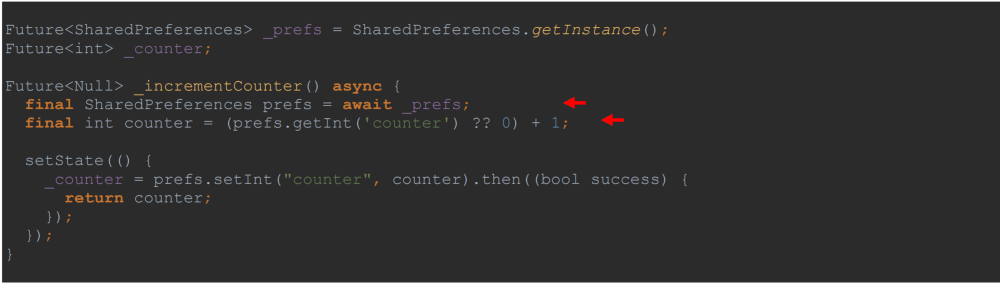 Future<SharedPreferences> _prefs = SharedPreferences.getInstance();
Future<int> _counter;
Future<Null> _incrementCounter() async {
final SharedPreferences prefs = await _prefs;
final int counter = (prefs.getInt('counter') ?? 0) + 1;
setState(() {
_counter = prefs.setInt("counter", counter).then((bool success) {
return counter;
});
});
}